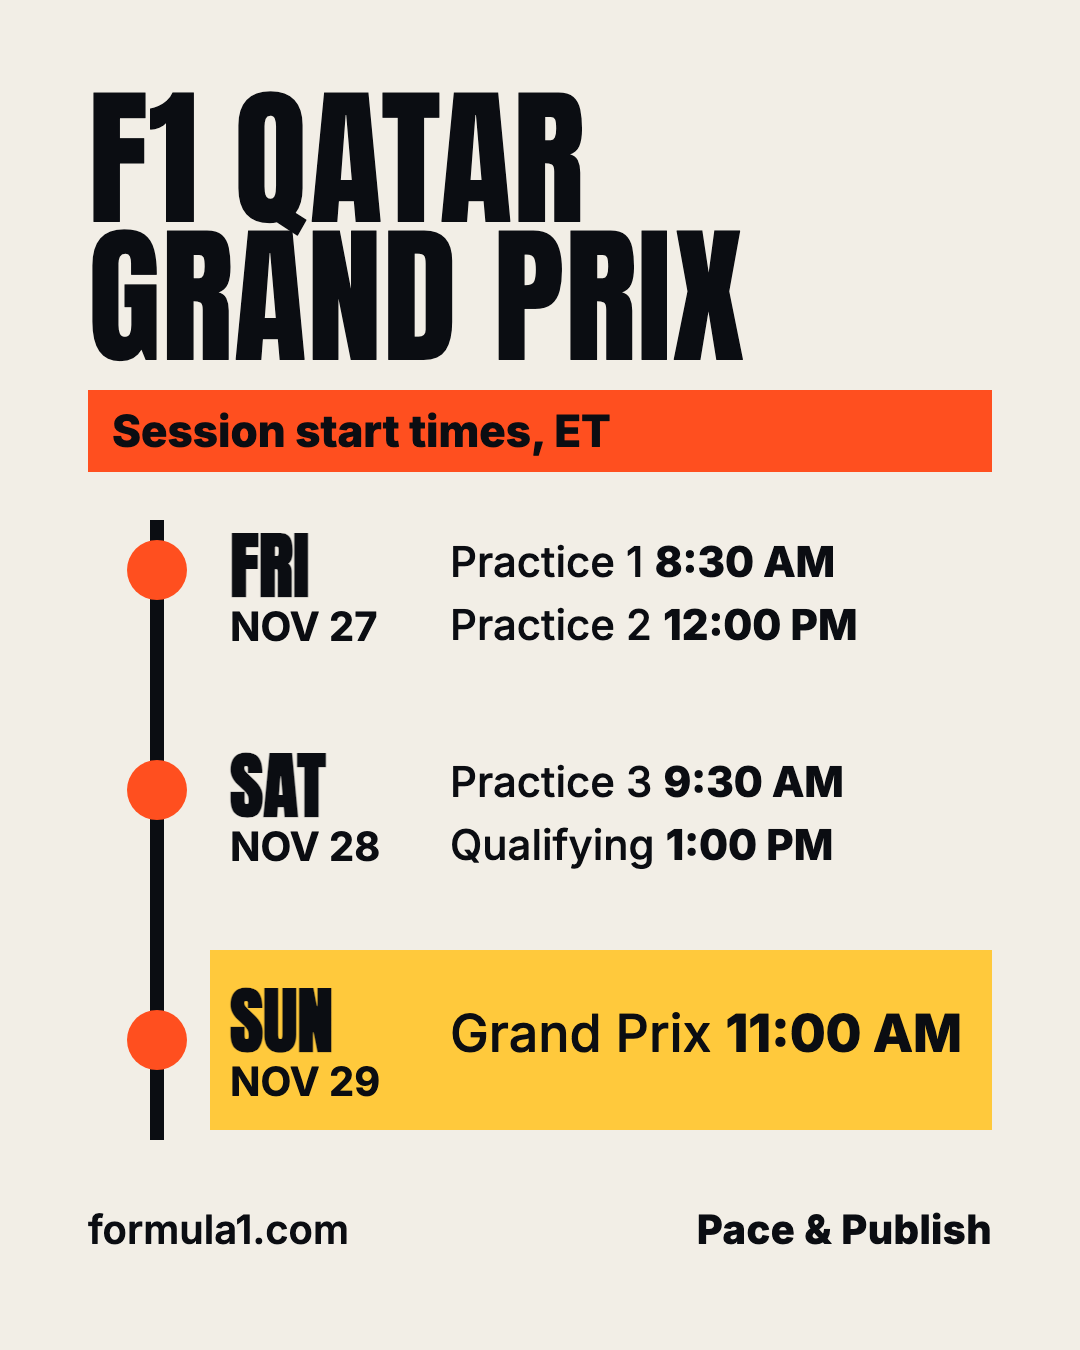 F1 QATAR
GRAND PRIX
Session start times, ET
FRI
NOV 27
Practice 1 8:30 AM
Practice 2 12:00 PM
SAT
NOV 28
Practice 3 9:30 AM
Qualifying 1:00 PM
SUN
NOV 29
Grand Prix 11:00 AM
formula1.com
Pace & Publish